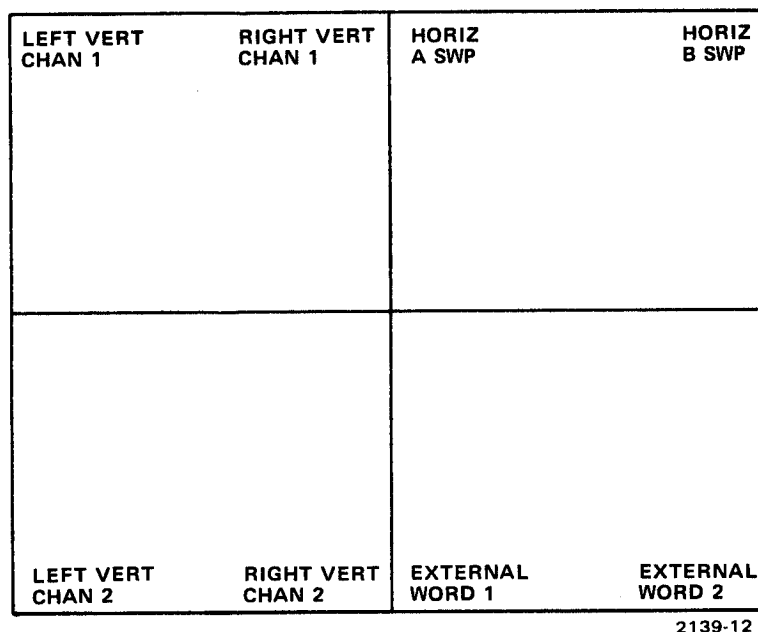 LEFT VERT
CHAN 1
RIGHT VERT
CHAN 1
HORIZ
A SWP
HORIZ
B SWP
LEFT VERT
CHAN 2
RIGHT VERT
CHAN 2
EXTERNAL
WORD 1
EXTERNAL
WORD 2
2139-12